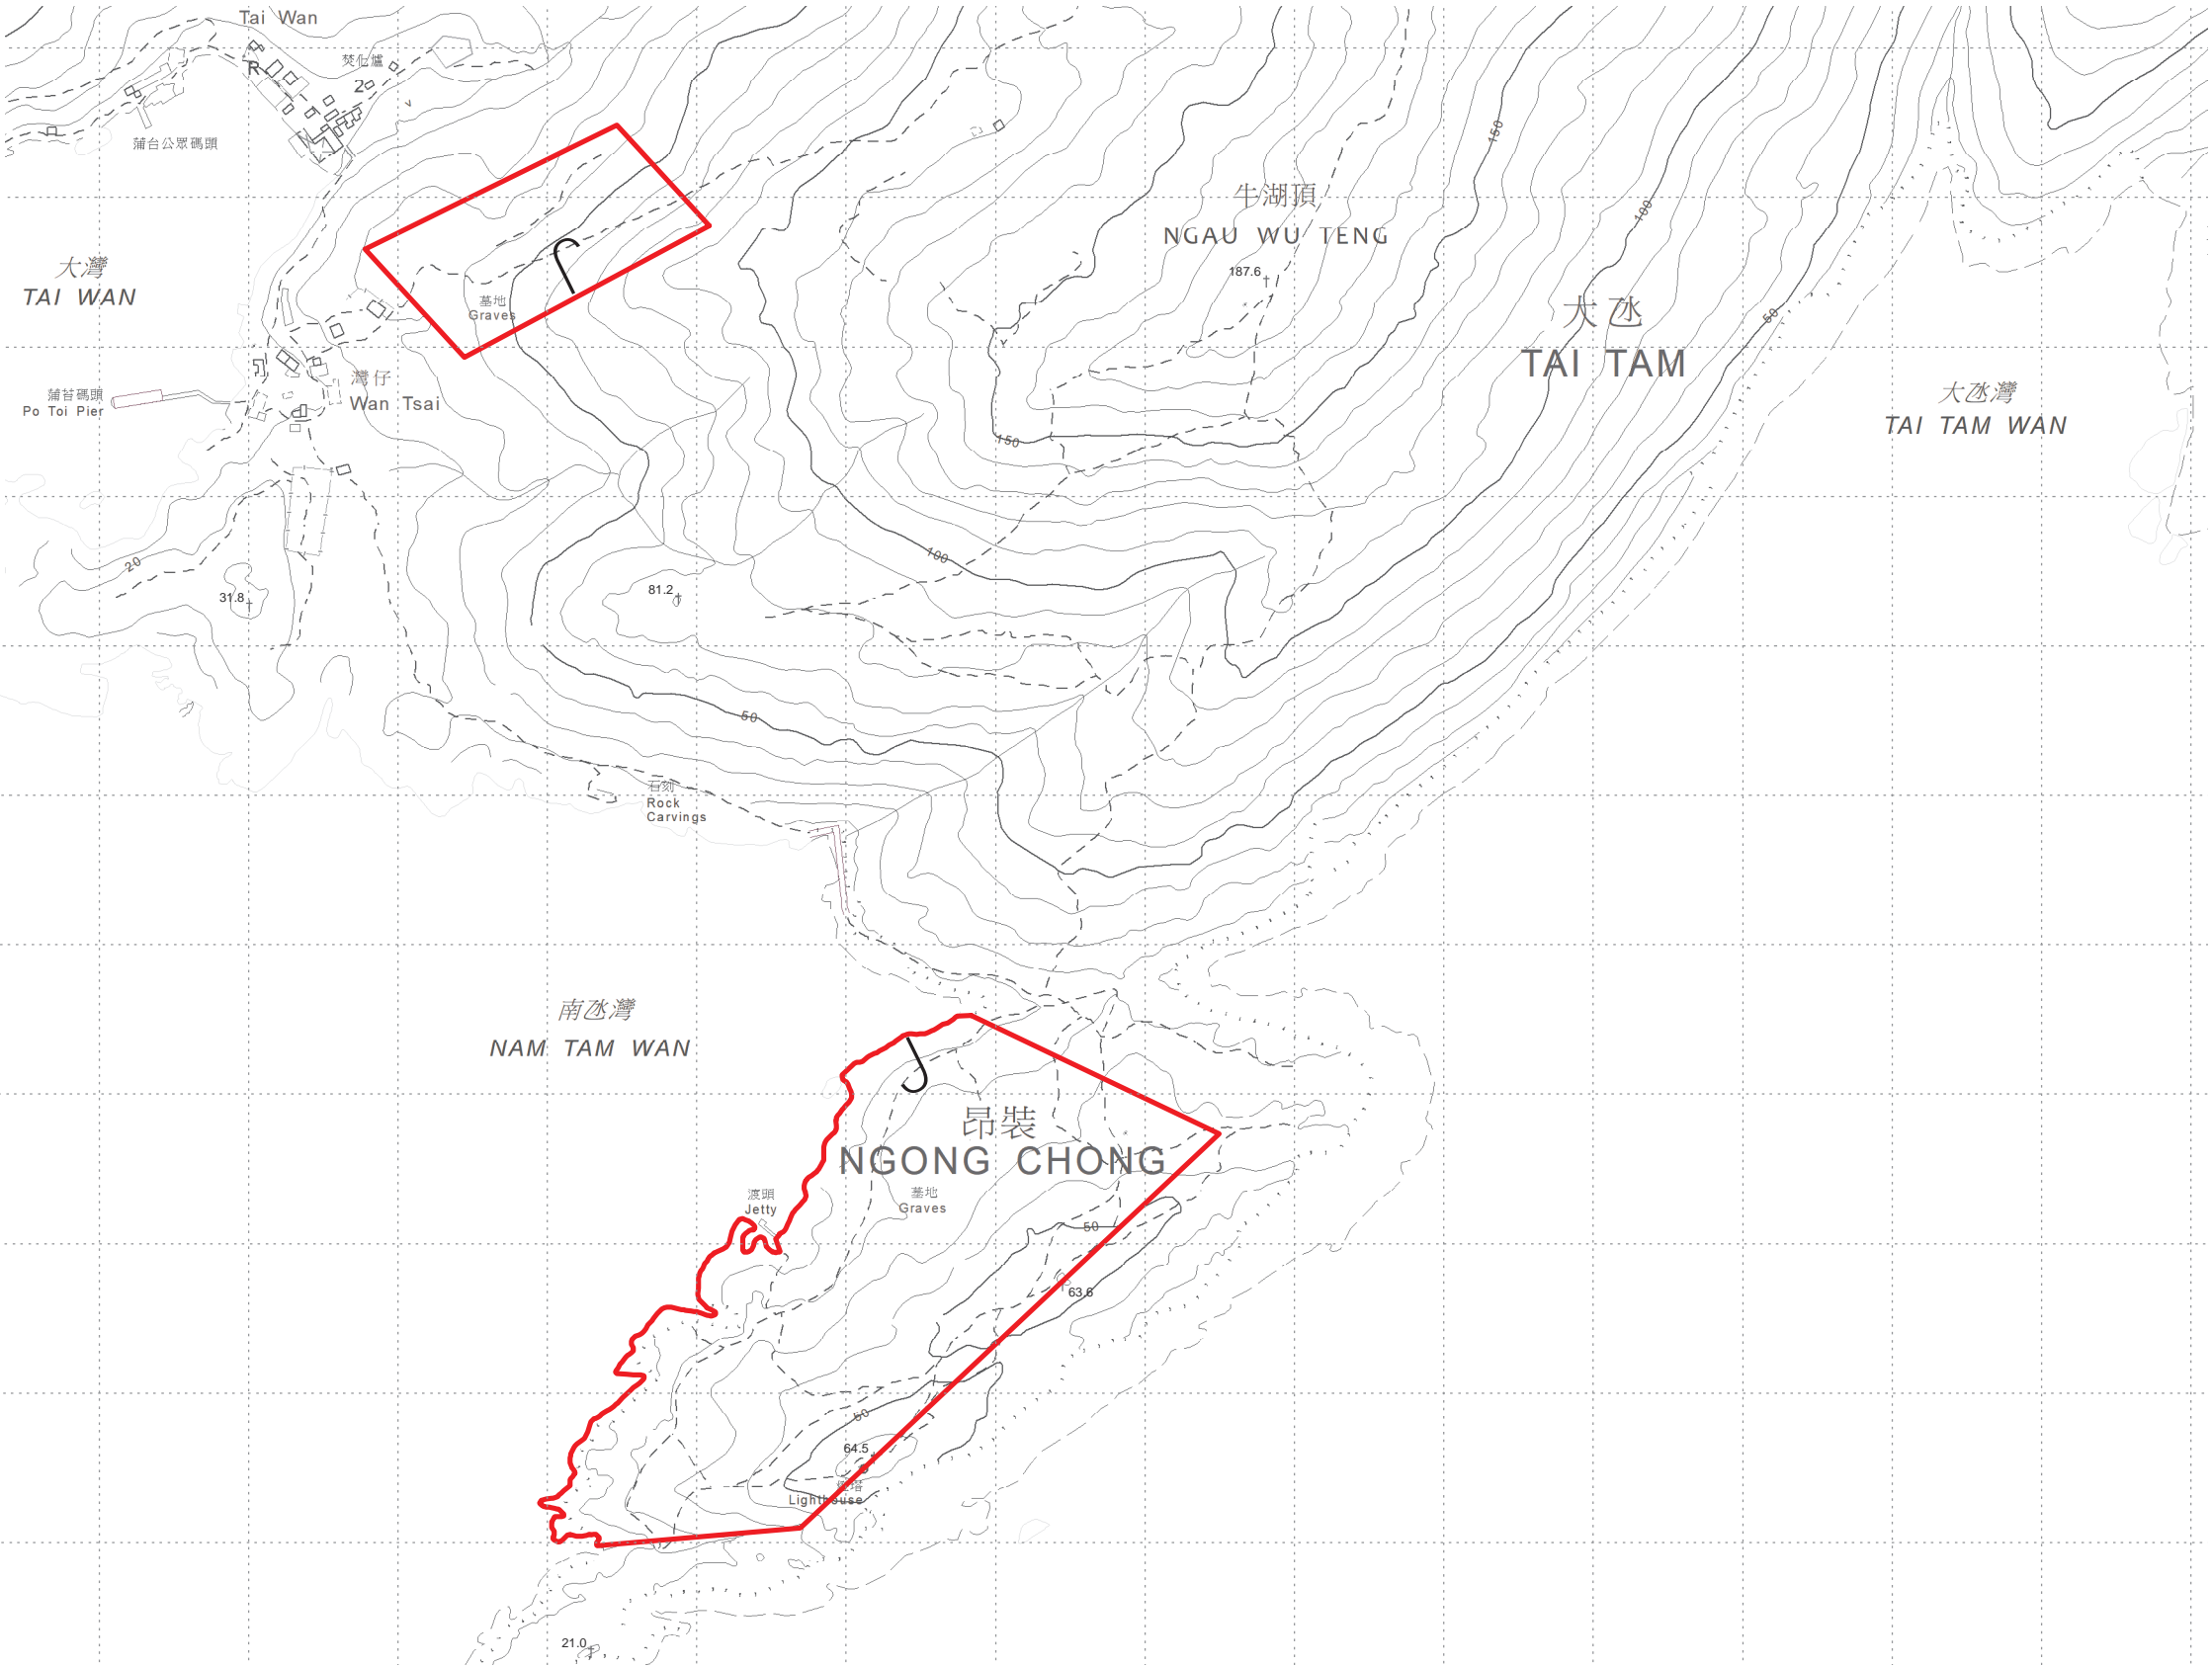 Tai Wan
焚化爐
R
2
蒲台公眾碼頭
150
牛湖頂
NGAU WU TENG
187.6
100
大灣
TAI WAN
墓地
Graves
大氹
TAI TAM
50
蒲苔碼頭
Po Toi Pier
灣仔
Wan Tsai
大氹灣
TAI TAM WAN
150
100
20
31.8
81.2
50
石刻
Rock
Carvings
南氹灣
NAM TAM WAN
昂裝
NGONG CHONG
渡頭
Jetty
墓地
Graves
50
63.6
50
64.5
燈塔
Lighthouse
21.0